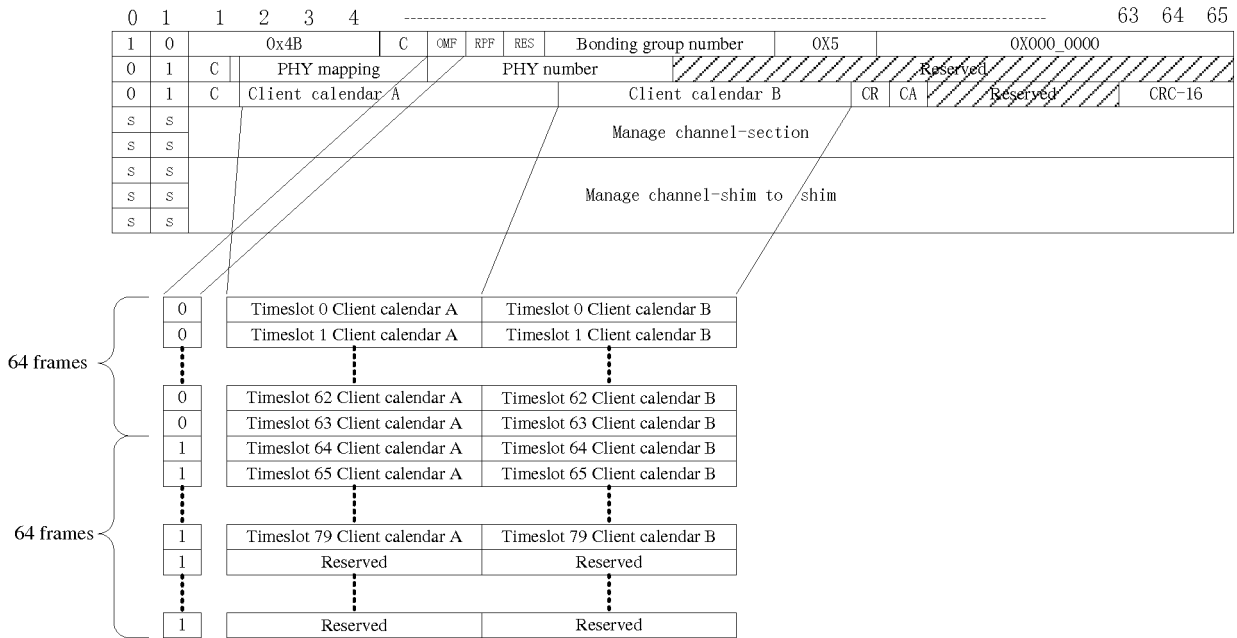 0 1 1 2 3 4 63 64 65
1 0 0x4B C OMF RPF RES Bonding group number 0X5 0X000_0000
0 1 C PHY mapping PHY number Reserved
0 1 C Client calendar A Client calendar B CR CA Reserved CRC-16
s s
Manage channel-section
s s
s s
s s Manage channel-shim to shim
s s
0 Timeslot 0 Client calendar A Timeslot 0 Client calendar B
0 Timeslot 1 Client calendar A Timeslot 1 Client calendar B
64 frames
0 Timeslot 62 Client calendar A Timeslot 62 Client calendar B
0 Timeslot 63 Client calendar A Timeslot 63 Client calendar B
1 Timeslot 64 Client calendar A Timeslot 64 Client calendar B
1 Timeslot 65 Client calendar A Timeslot 65 Client calendar B
64 frames
1 Timeslot 79 Client calendar A Timeslot 79 Client calendar B
1 Reserved Reserved
1 Reserved Reserved